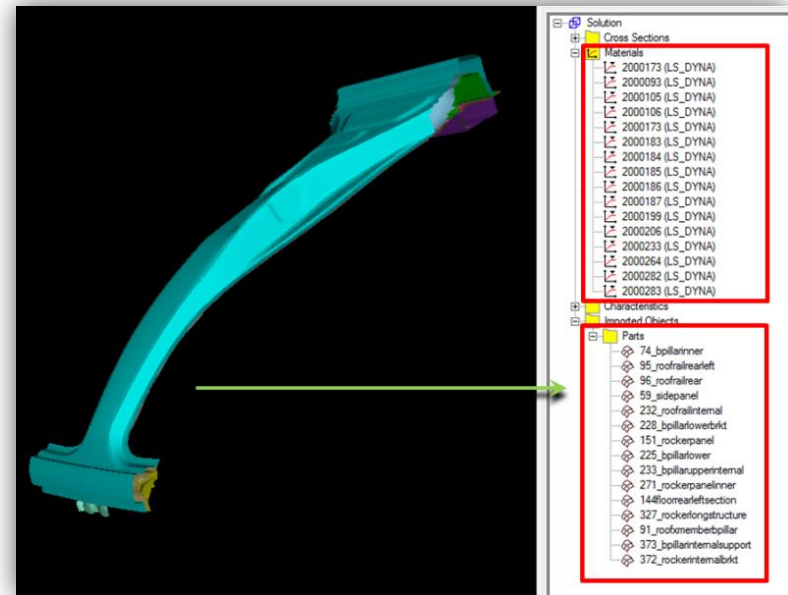 Solution
Cross Sections
Materials
2000173 (LS_DYNA)
2000093 (LS_DYNA)
2000105 (LS_DYNA)
2000106 (LS_DYNA)
2000173 (LS_DYNA)
2000183 (LS_DYNA)
2000184 (LS_DYNA)
2000185 (LS_DYNA)
2000186 (LS_DYNA)
2000187 (LS_DYNA)
2000199 (LS_DYNA)
2000206 (LS_DYNA)
2000233 (LS_DYNA)
2000264 (LS_DYNA)
2000282 (LS_DYNA)
2000283 (LS_DYNA)
Characteristics
Imported Objects
Parts
74_bpillarinner
95_roofrailrearleft
96_roofrailrear
59_sidepanel
232_roofrailinternal
228_bpillarlowerbrkt
151_rockerpanel
225_bpillarlower
233_bpillarupperinternal
271_rockerpanelinner
144floorrearleftsection
327_rockerlongstructure
91_roofxmemberbpillar
373_bpillarinternalsupport
372_rockerinternalbrkt